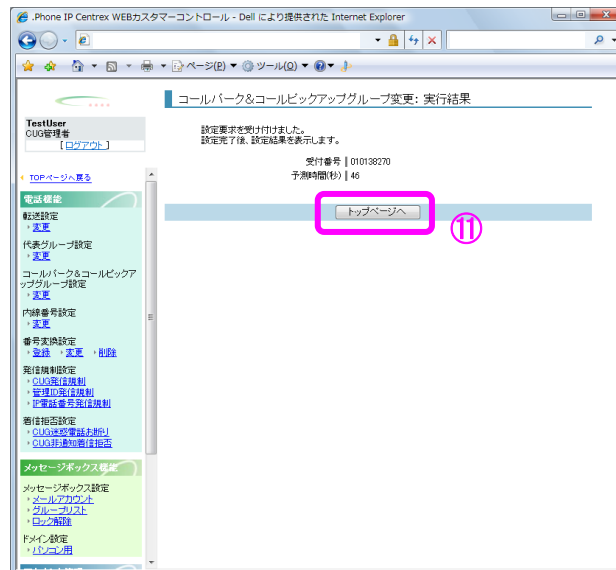 .Phone IP Centrex WEBカスタマーコントロール - Dell により提供された Internet Explorer
ページ(P) ツール(O)
コールパーク&コールピックアップグループ変更: 実行結果
TestUser
CUG管理者
[ログアウト]
設定要求を受け付けました。
設定完了後、設定結果を表示します。
受付番号 010138270
予測時間(秒) 46
トップページへ
⑪
TOPページへ戻る
電話機能
転送設定
変更
代表グループ設定
変更
コールパーク&コールピックア
ップグループ設定
変更
内線番号設定
変更
番号変換設定
登録 変更 削除
発信規制設定
CUG発信規制
管理ID発信規制
IP電話番号発信規制
着信拒否設定
CUG迷惑電話お断り
CUG非通知着信拒否
メッセージボックス機能
メッセージボックス設定
メールアカウント
グループリスト
ロック解除
ドメイン設定
パソコン用